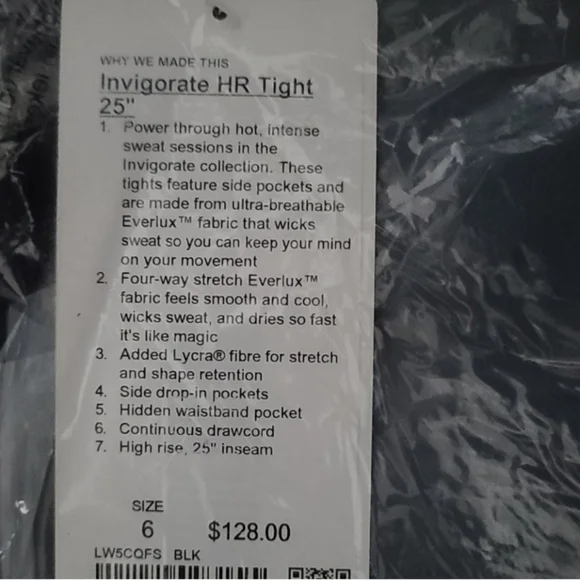 WHY WE MADE THIS
Invigorate HR Tight
25"
1. Power through hot, intense
sweat sessions in the
Invigorate collection. These
tights feature side pockets and
are made from ultra-breathable
Everlux™ fabric that wicks
sweat so you can keep your mind
on your movement
2. Four-way stretch Everlux™
fabric feels smooth and cool,
wicks sweat, and dries so fast
it's like magic
3. Added Lycra® fibre for stretch
and shape retention
4. Side drop-in pockets
5. Hidden waistband pocket
6. Continuous drawcord
7. High rise, 25" inseam
SIZE
6 $128.00
LW5CQFS BLK